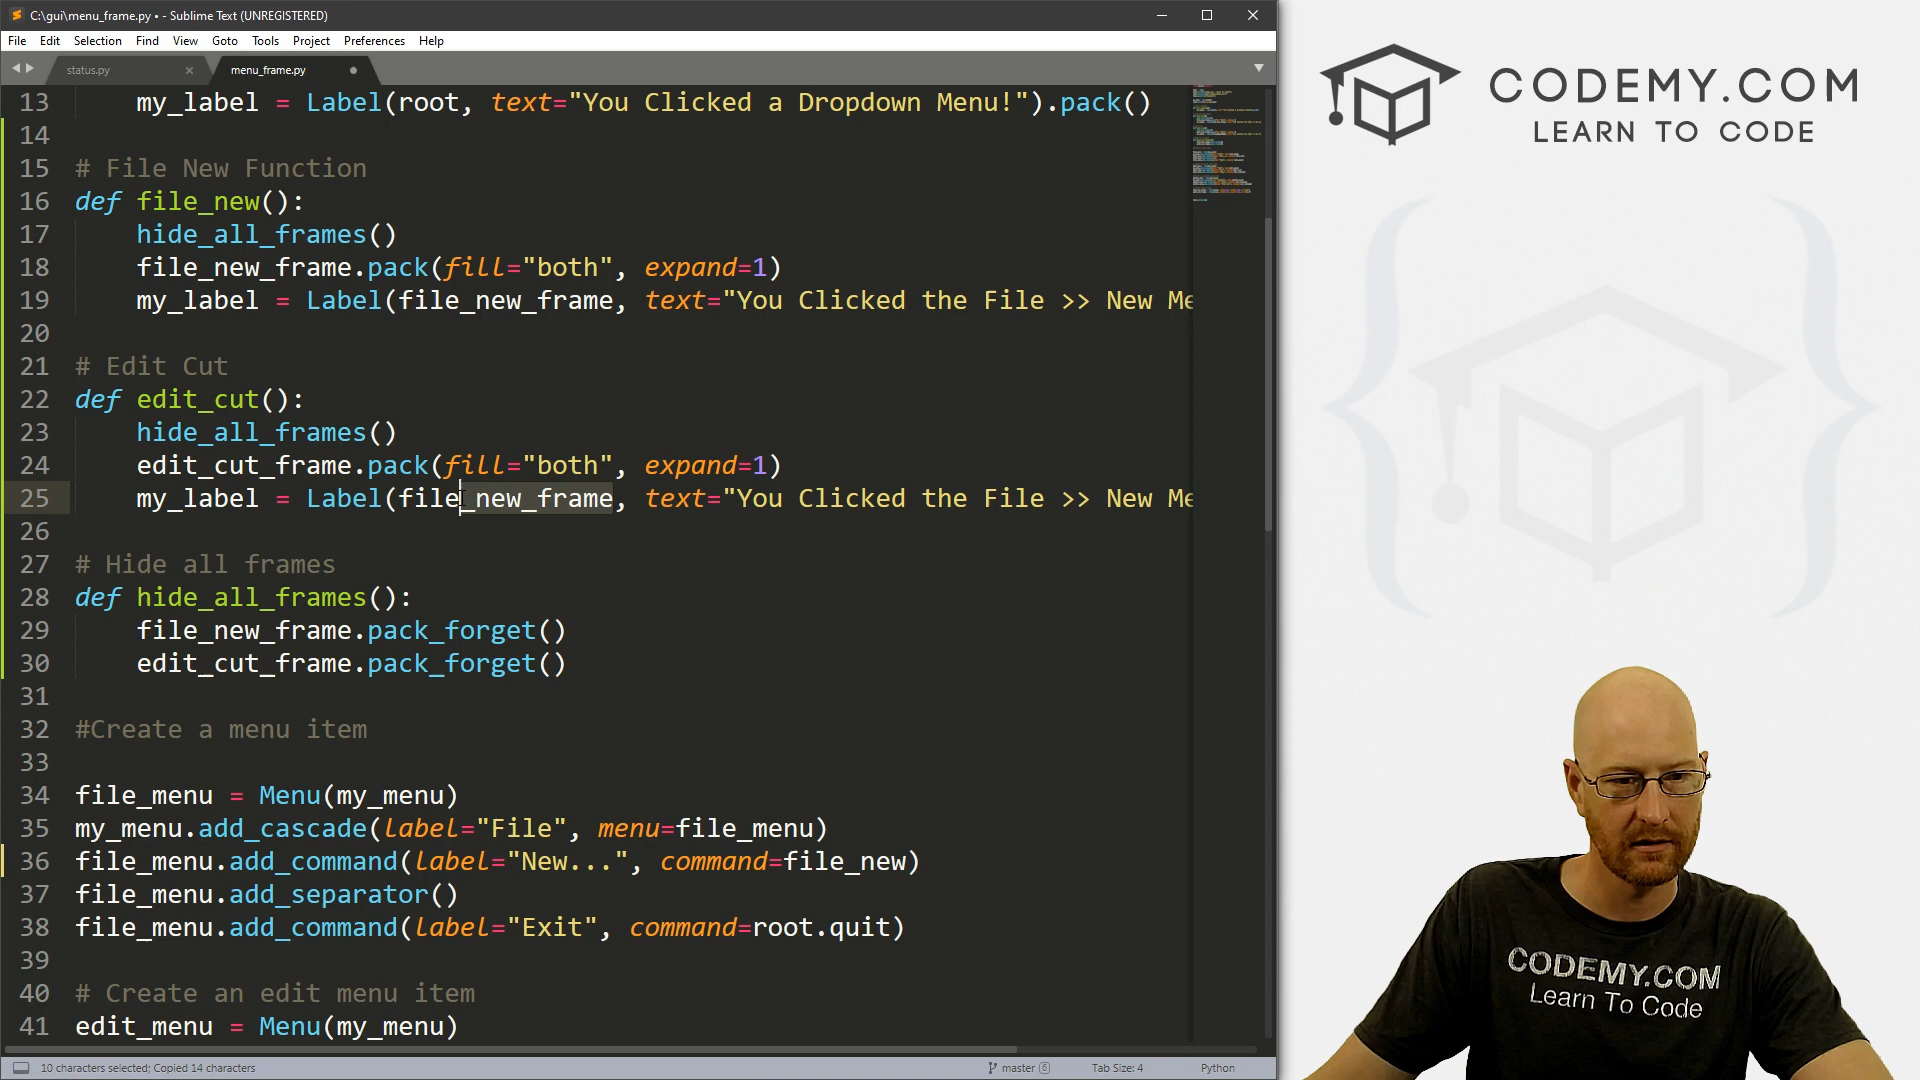 C:\gui\menu_frame.py • - Sublime Text (UNREGISTERED)
File Edit Selection Find View Goto Tools Project Preferences Help
status.py
menu_frame.py
13 my_label = Label(root, text="You Clicked a Dropdown Menu!").pack()
14
15 # File New Function
16 def file_new():
17 hide_all_frames()
18 file_new_frame.pack(fill="both", expand=1)
19 my_label = Label(file_new_frame, text="You Clicked the File >> New Me
20
21 # Edit Cut
22 def edit_cut():
23 hide_all_frames()
24 edit_cut_frame.pack(fill="both", expand=1)
25 my_label = Label(file_new_frame, text="You Clicked the File >> New Me
26
27 # Hide all frames
28 def hide_all_frames():
29 file_new_frame.pack_forget()
30 edit_cut_frame.pack_forget()
31
32 #Create a menu item
33
34 file_menu = Menu(my_menu)
35 my_menu.add_cascade(label="File", menu=file_menu)
36 file_menu.add_command(label="New...", command=file_new)
37 file_menu.add_separator()
38 file_menu.add_command(label="Exit", command=root.quit)
39
40 # Create an edit menu item
41 edit_menu = Menu(my_menu)
10 characters selected; Copied 14 characters
master 6
Tab Size: 4
Python
CODEMY.COM
LEARN TO CODE
CODEMY.COM
Learn To Code